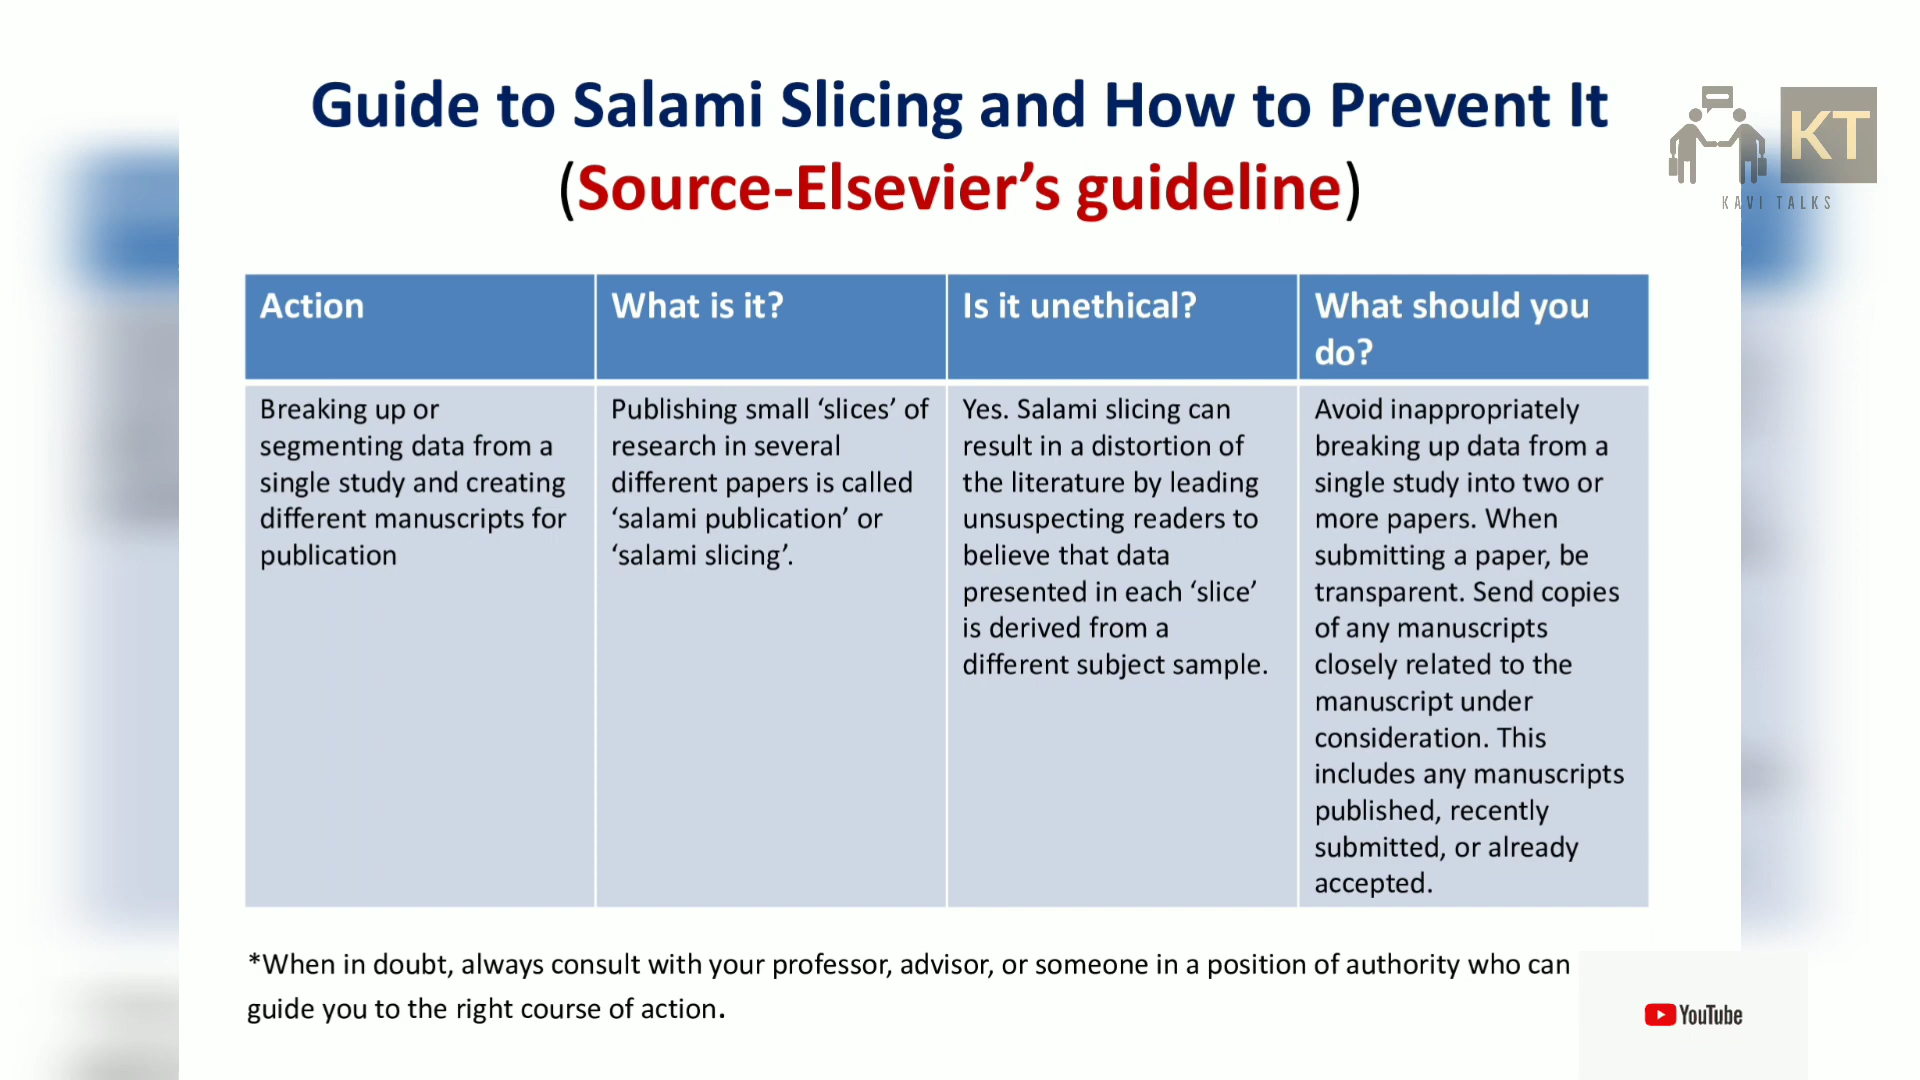 Guide to Salami Slicing and How to Prevent It
(Source-Elsevier’s guideline)
KT
KAVI TALKS
Action
What is it?
Is it unethical?
What should you
do?
Breaking up or
segmenting data from a
single study and creating
different manuscripts for
publication
Publishing small ‘slices’ of
research in several
different papers is called
‘salami publication’ or
‘salami slicing’.
Yes. Salami slicing can
result in a distortion of
the literature by leading
unsuspecting readers to
believe that data
presented in each ‘slice’
is derived from a
different subject sample.
Avoid inappropriately
breaking up data from a
single study into two or
more papers. When
submitting a paper, be
transparent. Send copies
of any manuscripts
closely related to the
manuscript under
consideration. This
includes any manuscripts
published, recently
submitted, or already
accepted.
*When in doubt, always consult with your professor, advisor, or someone in a position of authority who can
guide you to the right course of action.
YouTube